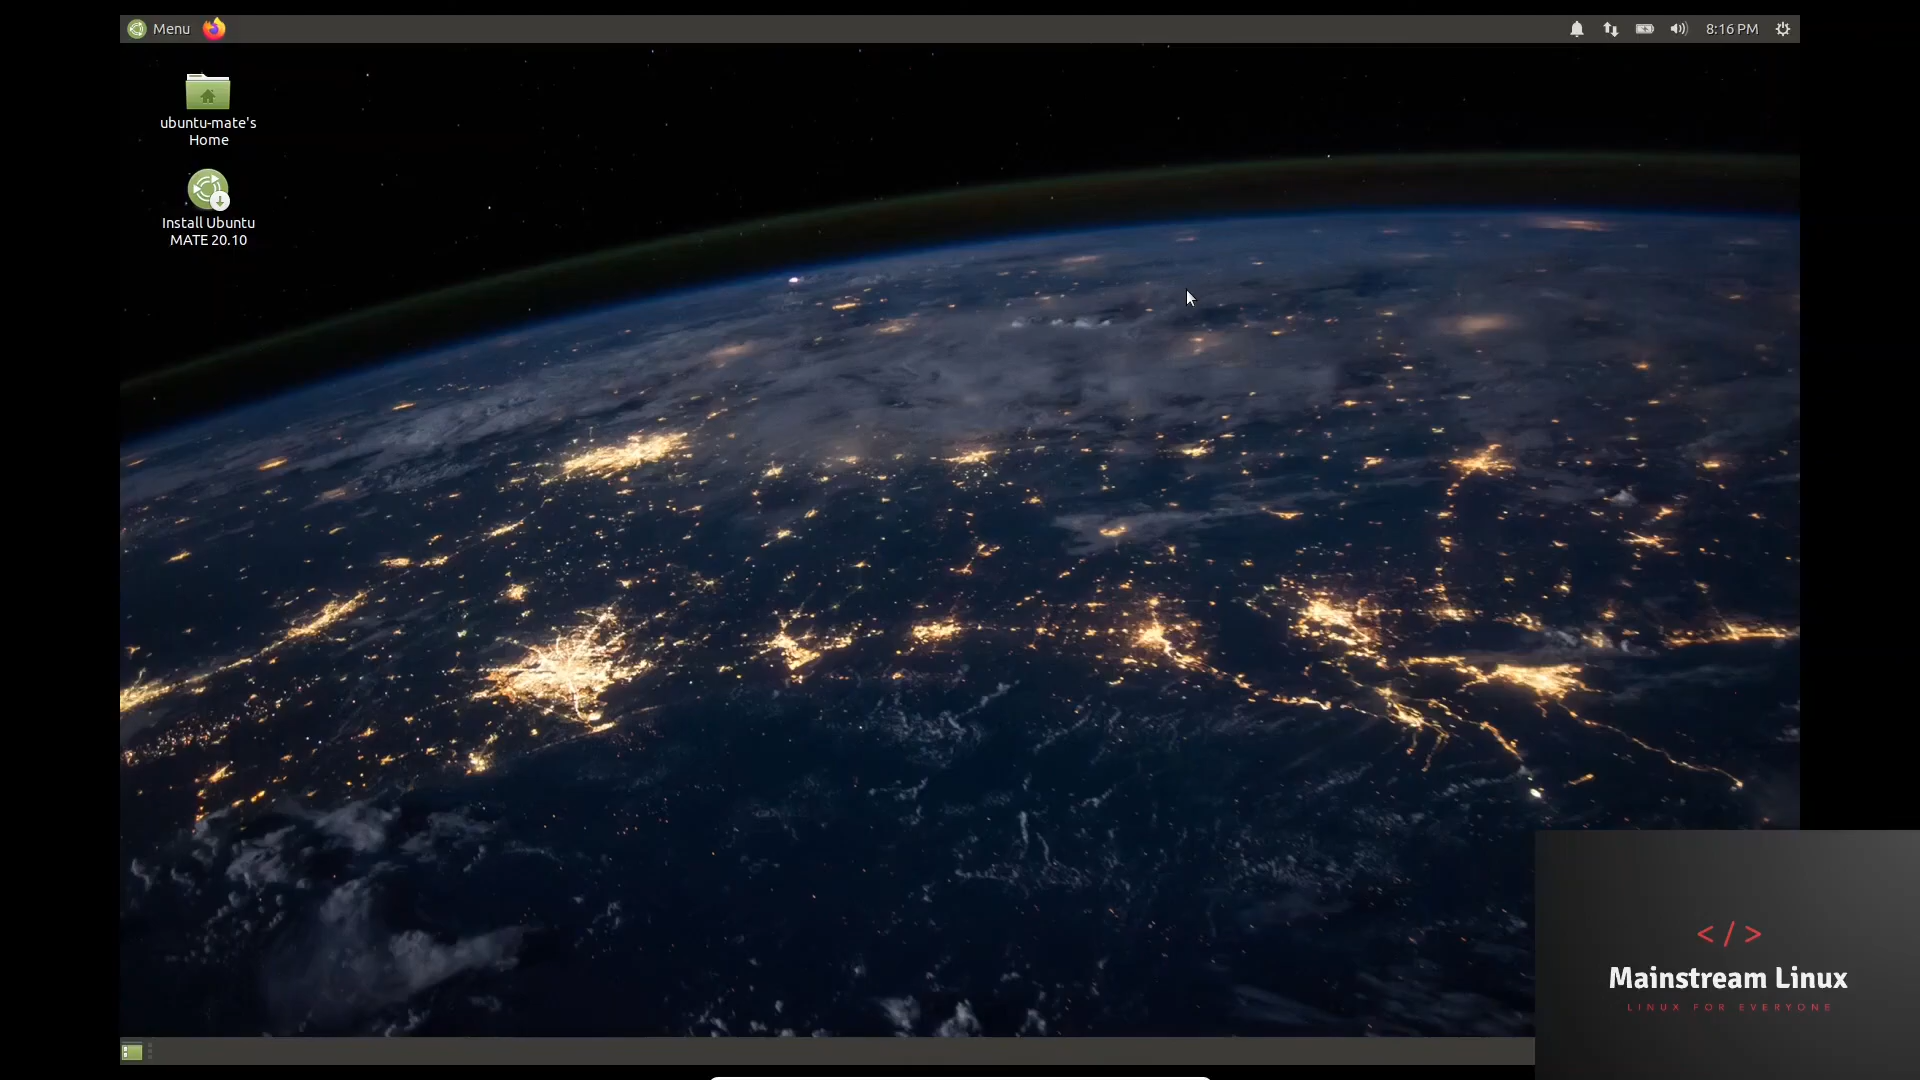 Menu
8:16 PM
ubuntu-mate's
Home
Install Ubuntu
MATE 20.10
</>
Mainstream Linux
LINUX FOR EVERYONE